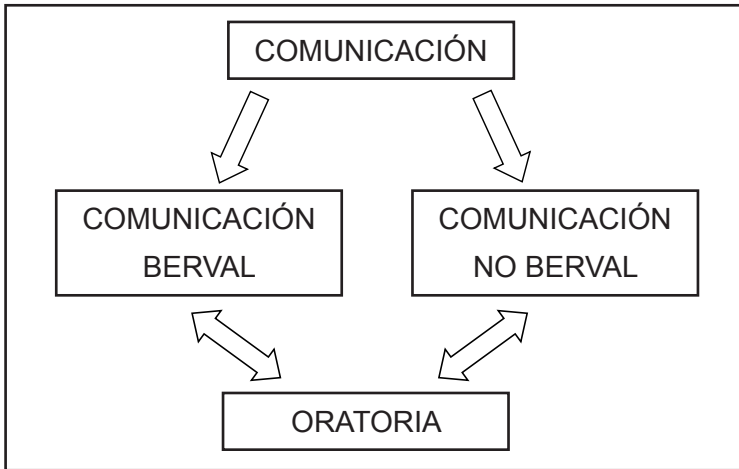 COMUNICACIÓN
COMUNICACIÓN
BERVAL
COMUNICACIÓN
NO BERVAL
ORATORIA